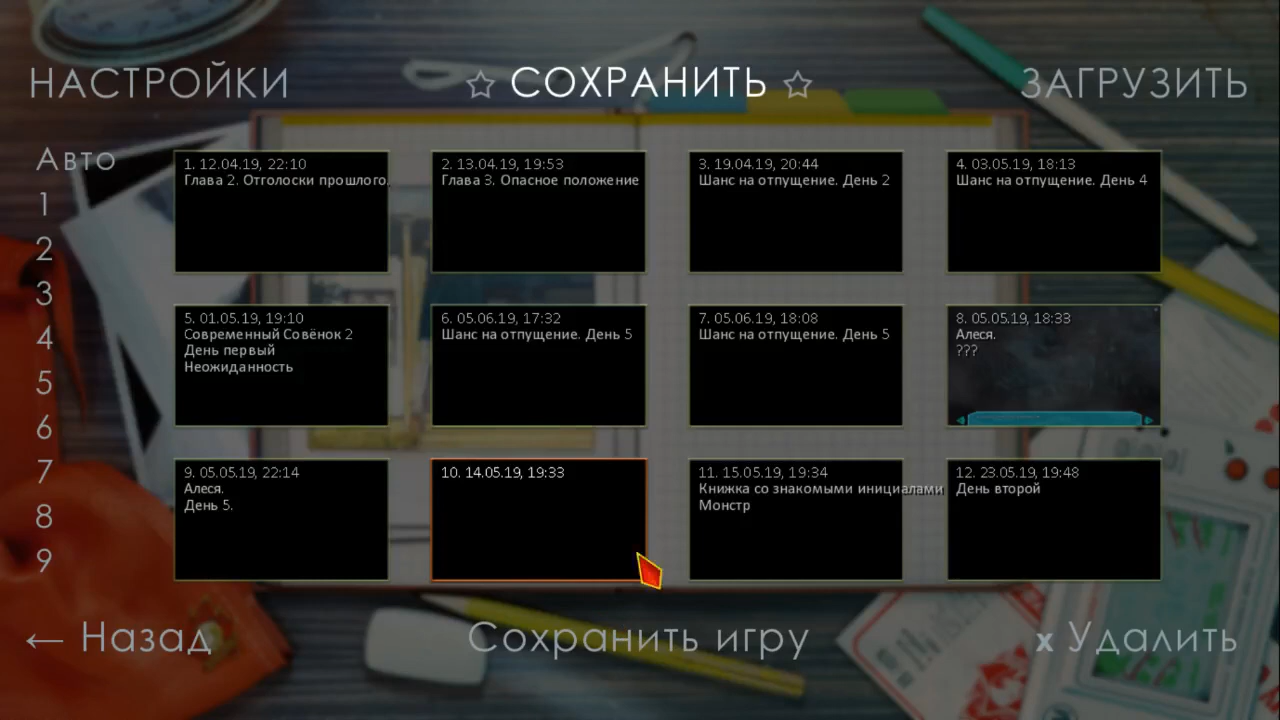 НАСТРОЙКИ
☆ СОХРАНИТЬ ☆
ЗАГРУЗИТЬ
Авто
1
2
3
4
5
6
7
8
9
1. 12.04.19, 22:10
Глава 2. Отголоски прошлого.
2. 13.04.19, 19:53
Глава 3. Опасное положение
3. 19.04.19, 20:44
Шанс на отпущение. День 2
4. 03.05.19, 18:13
Шанс на отпущение. День 4
5. 01.05.19, 19:10
Современный Совёнок 2
День первый
Неожиданность
6. 05.06.19, 17:32
Шанс на отпущение. День 5
7. 05.06.19, 18:08
Шанс на отпущение. День 5
8. 05.05.19, 18:33
Алеся.
???
9. 05.05.19, 22:14
Алеся.
День 5.
10. 14.05.19, 19:33
11. 15.05.19, 19:34
Книжка со знакомыми инициалами
Монстр
12. 23.05.19, 19:48
День второй
← Назад
Сохранить игру
x Удалить